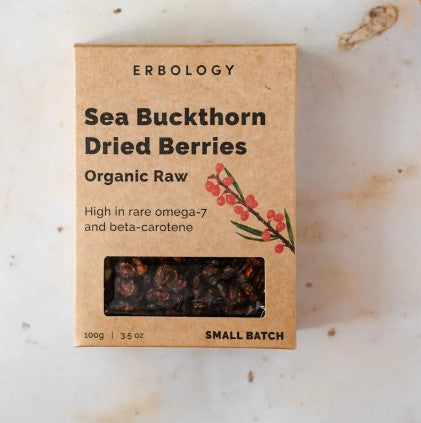 ERBOLOGY
Sea Buckthorn
Dried Berries
Organic Raw
High in rare omega-7
and beta-carotene
100g | 3.5 oz
SMALL BATCH